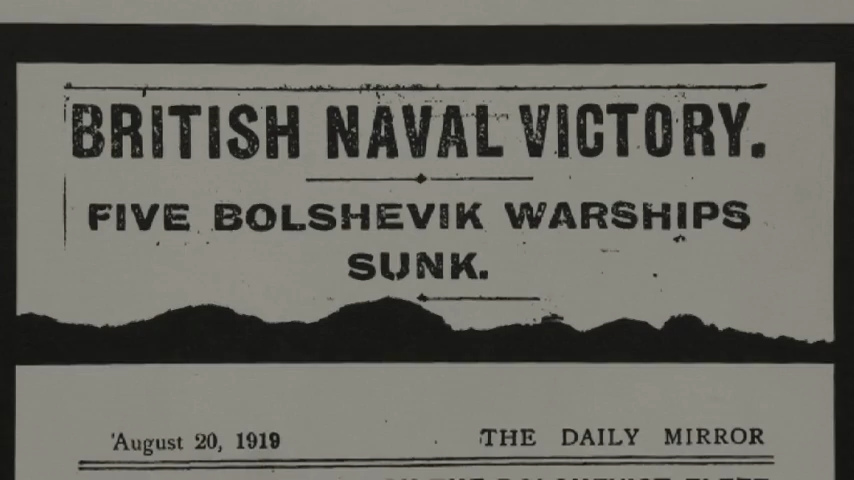 BRITISH NAVAL VICTORY.
FIVE BOLSHEVIK WARSHIPS
SUNK.
August 20, 1919 THE DAILY MIRROR